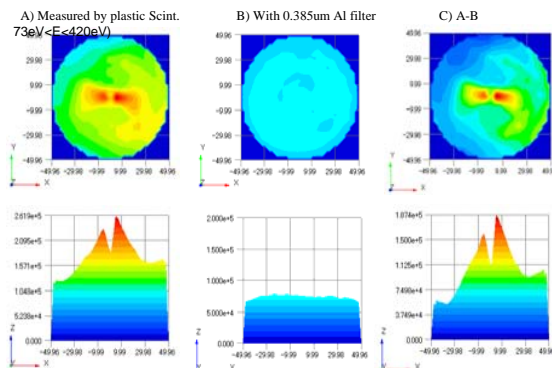 A) Measured by plastic Scint.
B) With 0.385um Al filter
C) A-B
73eV<E<420eV)
49.96
29.98
9.99
-9.99
-29.98
-49.96
Y
Z
X
-49.96 -29.98 -9.99 9.99 29.98 49.96
49.96
29.98
9.99
-9.99
-29.98
-49.96
Y
Z
X
-49.96 -29.98 -9.99 9.99 29.98 49.96
49.96
29.98
9.99
-9.99
-29.98
-49.96
Y
Z
X
-49.96 -29.98 -9.99 9.99 29.98 49.96
2.619e+5
2.095e+5
1.571e+5
1.048e+5
5.238e+4
0.000
Z
X
-49.96 -29.98 -9.99 9.99 29.98 49.96
2.000e+5
1.500e+5
1.000e+5
5.000e+4
0.000
Z
X
-49.96 -29.98 -9.99 9.99 29.98 49.96
1.874e+5
1.500e+5
1.125e+5
7.498e+4
3.749e+4
0.000
Z
X
-49.96 -29.98 -9.99 9.99 29.98 49.96